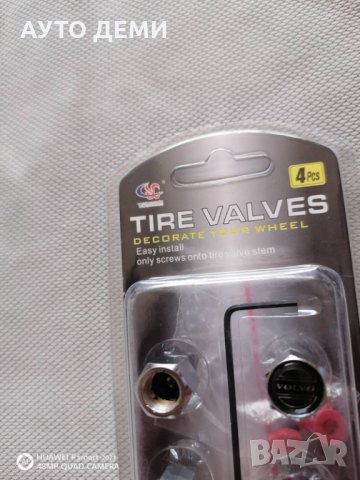 АУТО ДЕМИ
4 Pcs
TIRE VALVES
DECORATE YOUR WHEEL
Easy install
only screws onto tire valve stem
VOLVO
HUAWEI P smart 2021
48MP QUAD CAMERA
BAZAR